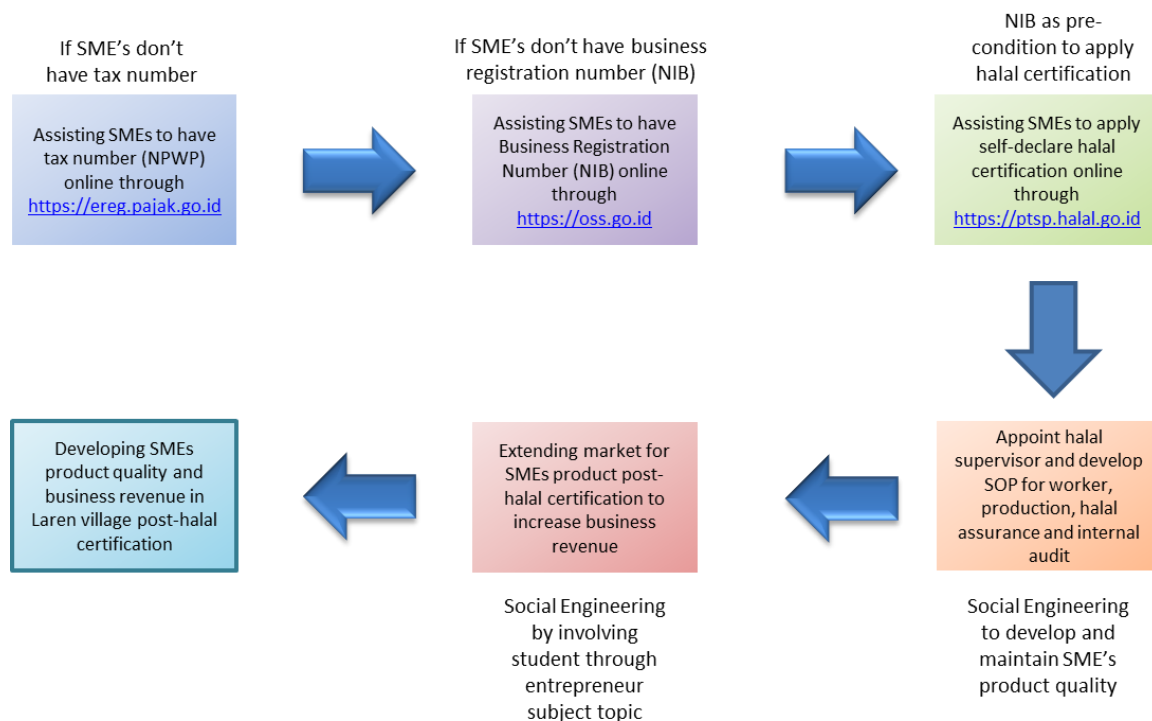 If SME's don't
have tax number
Assisting SMEs to have
tax number (NPWP)
online through
https://ereg.pajak.go.id
If SME's don't have business
registration number (NIB)
Assisting SMEs to have
Business Registration
Number (NIB) online
through
https://oss.go.id
NIB as pre-
condition to apply
halal certification
Assisting SMEs to apply
self-declare halal
certification online
through
https://ptsp.halal.go.id
Appoint halal
supervisor and develop
SOP for worker,
production, halal
assurance and internal
audit
Social Engineering
to develop and
maintain SME's
product quality
Extending market for
SMEs product post-
halal certification to
increase business
revenue
Social Engineering
by involving
student through
entrepreneur
subject topic
Developing SMEs
product quality and
business revenue in
Laren village post-halal
certification